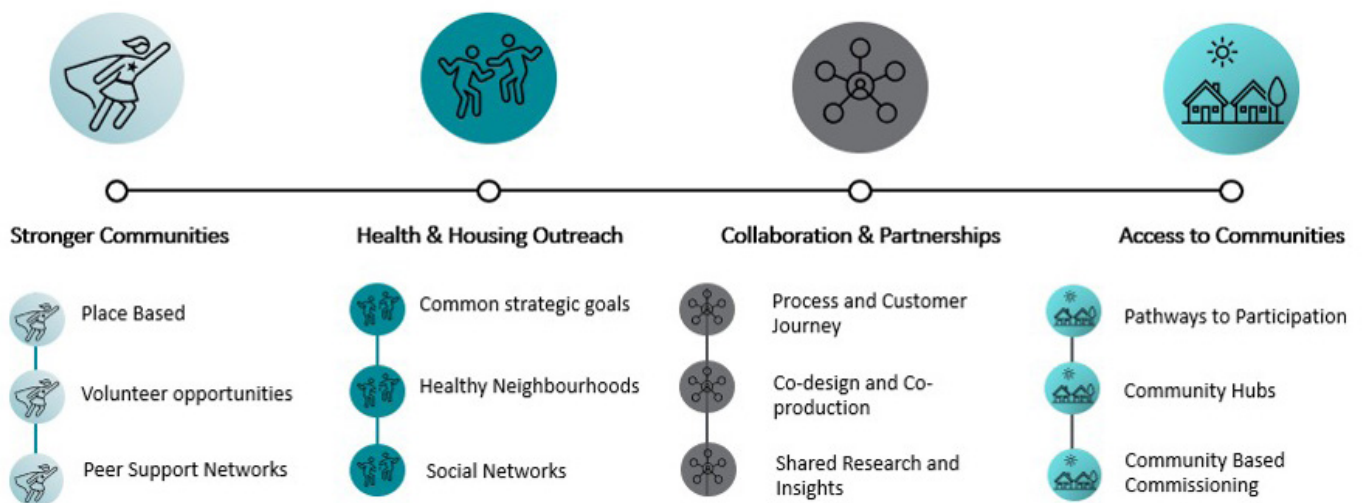 Stronger Communities
Health & Housing Outreach
Collaboration & Partnerships
Access to Communities
Place Based
Volunteer opportunities
Peer Support Networks
Common strategic goals
Healthy Neighbourhoods
Social Networks
Process and Customer
Journey
Co-design and Co-
production
Shared Research and
Insights
Pathways to Participation
Community Hubs
Community Based
Commissioning